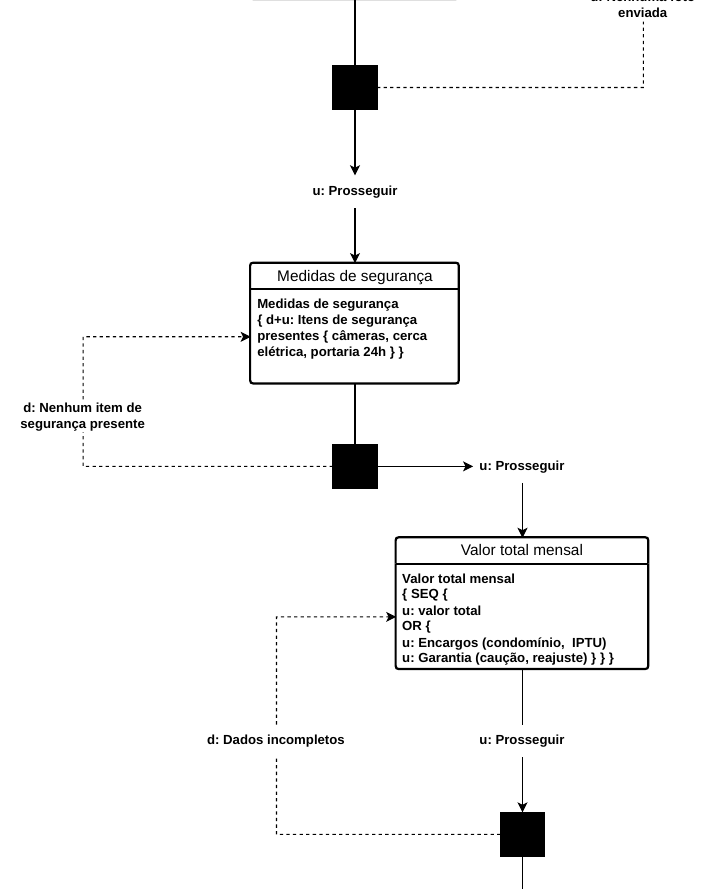 enviada
u: Prosseguir
Medidas de segurança
Medidas de segurança
{ d+u: Itens de segurança
presentes { câmeras, cerca
elétrica, portaria 24h } }
d: Nenhum item de
segurança presente
u: Prosseguir
Valor total mensal
Valor total mensal
{ SEQ {
u: valor total
OR {
u: Encargos (condomínio,  IPTU)
u: Garantia (caução, reajuste) } } }
d: Dados incompletos
u: Prosseguir